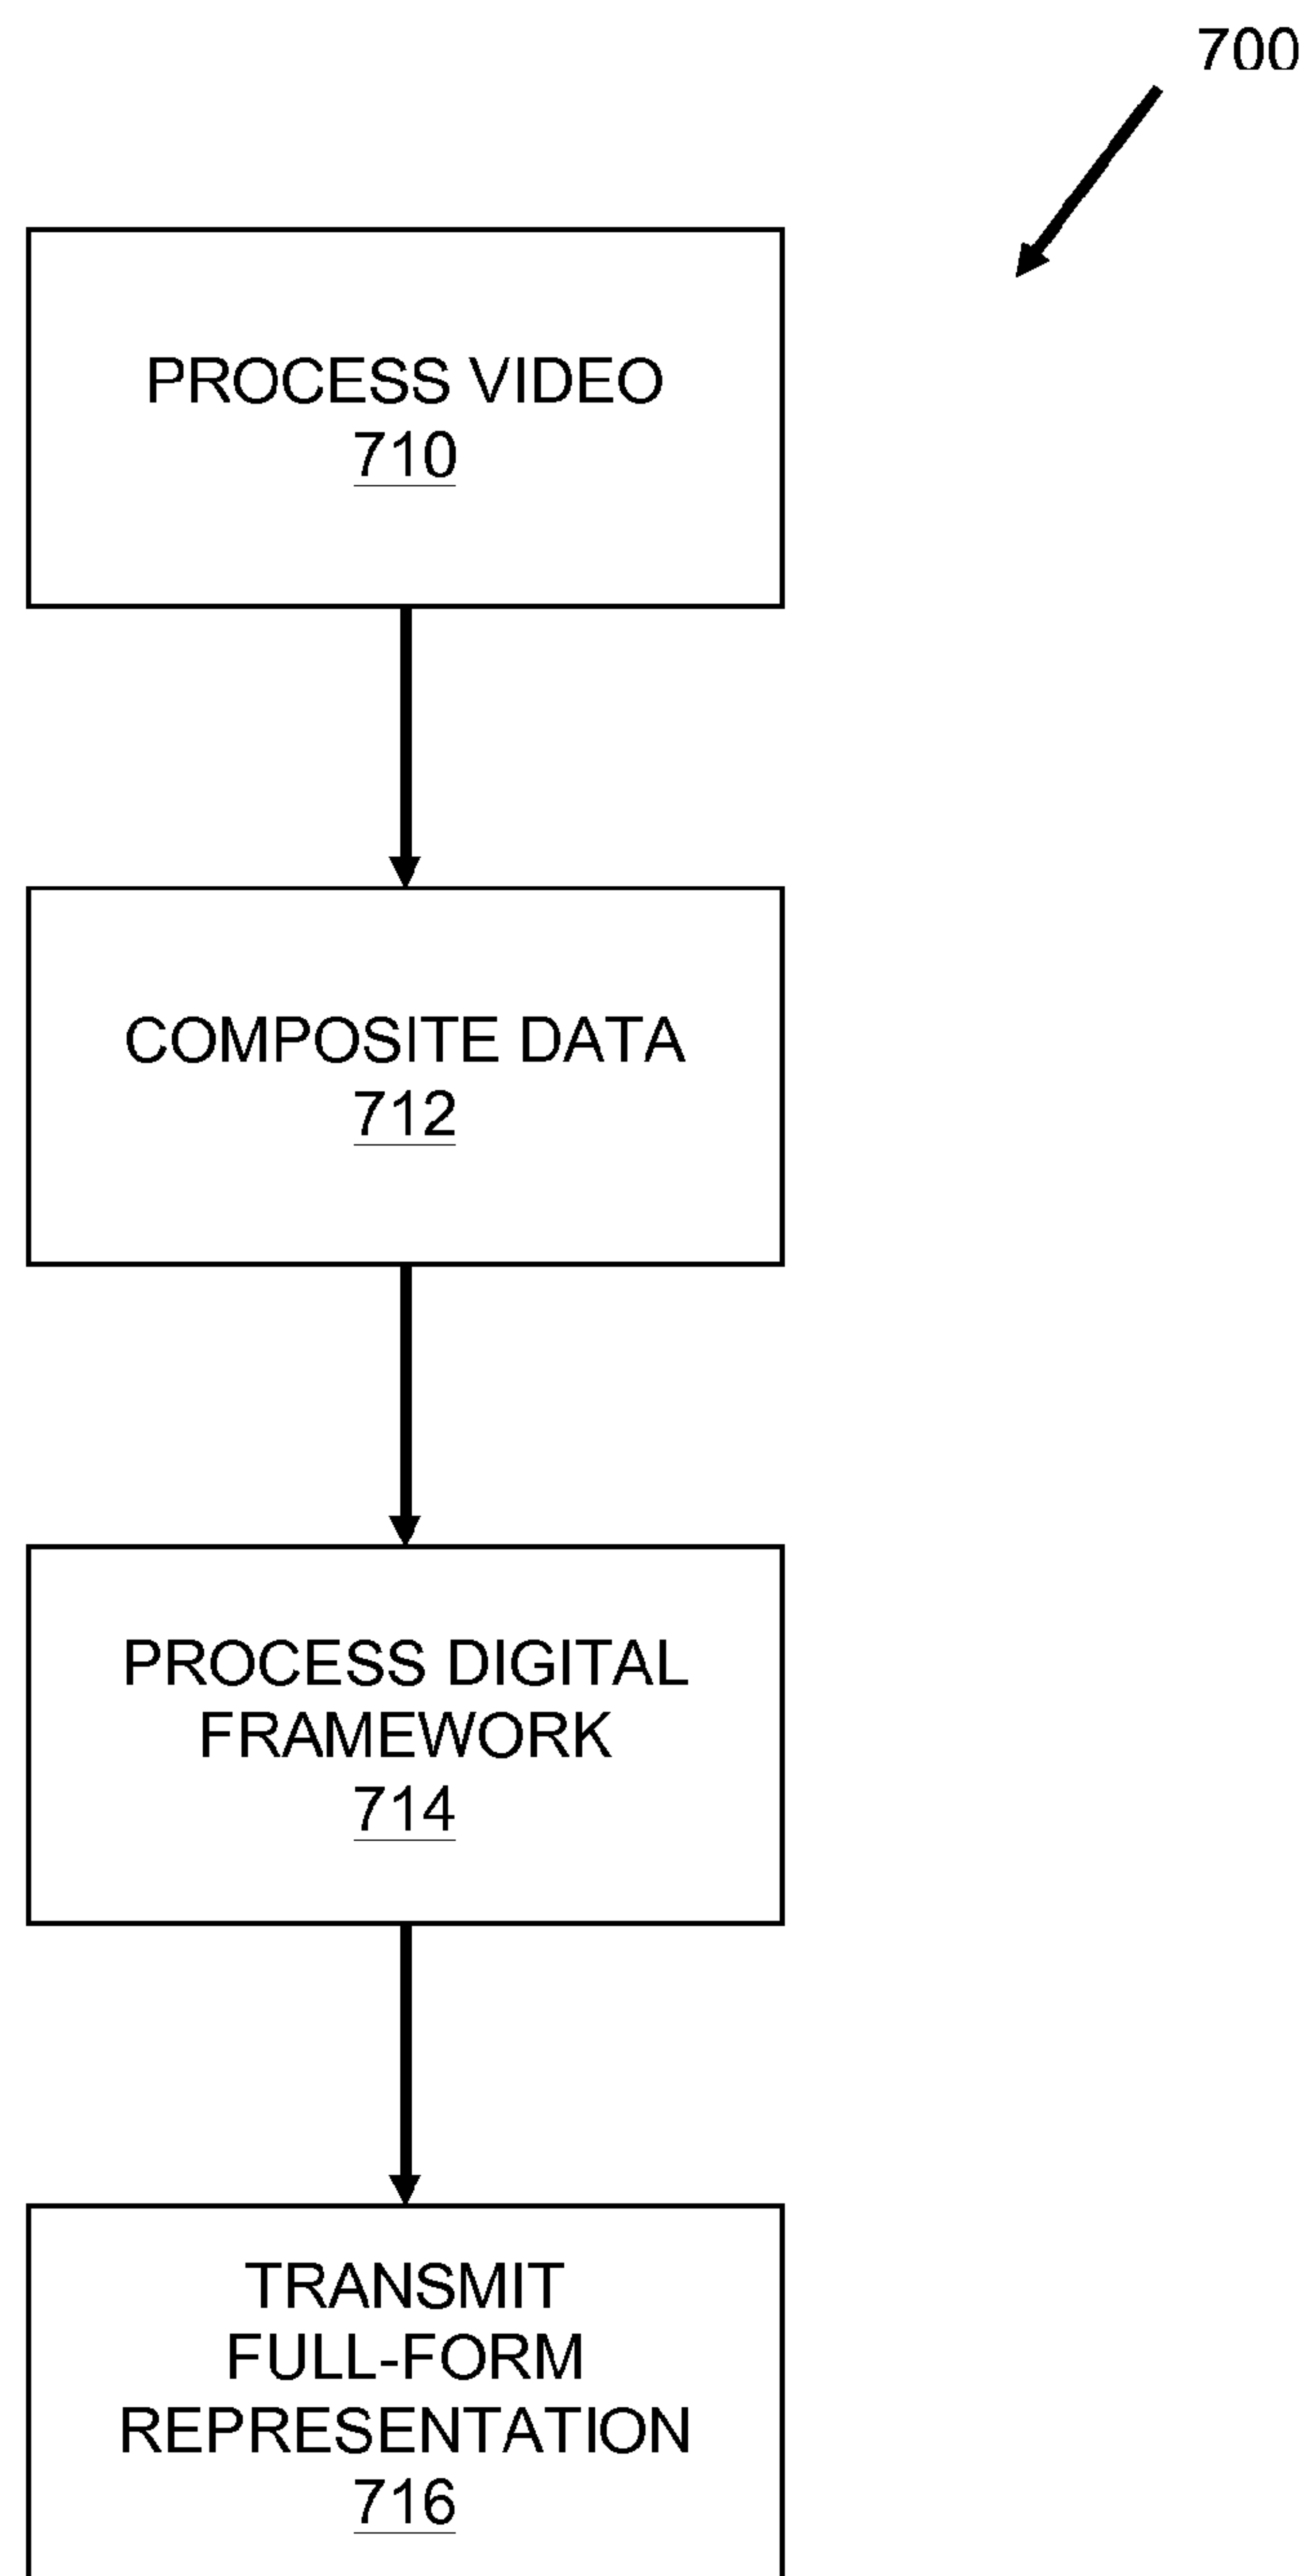 700
PROCESS VIDEO
710
COMPOSITE DATA
712
PROCESS DIGITAL
FRAMEWORK
714
TRANSMIT
FULL-FORM
REPRESENTATION
716